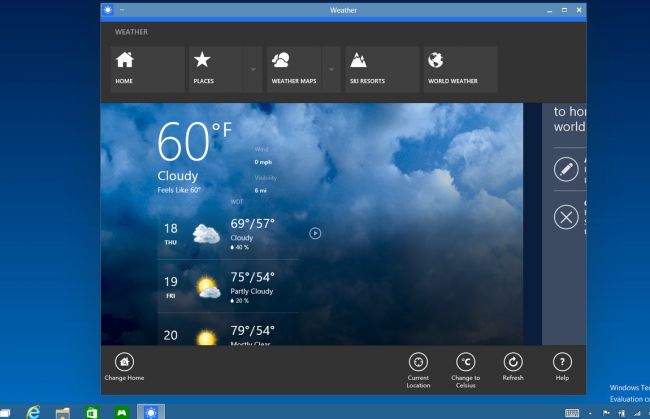 Weather
WEATHER
HOME
PLACES
WEATHER MAPS
SKI RESORTS
WORLD WEATHER
60°F
Cloudy
Feels Like 60°
Wind
0 mph
Visibility
6 mi
WDT
18
THU
69°/57°
Cloudy
40 %
19
FRI
75°/54°
Partly Cloudy
20 %
20
79°/54°
Mostly Clear
to
world
Change Home
Current
Location
°C
Change to
Celsius
Refresh
?
Help
Windows
Evaluation